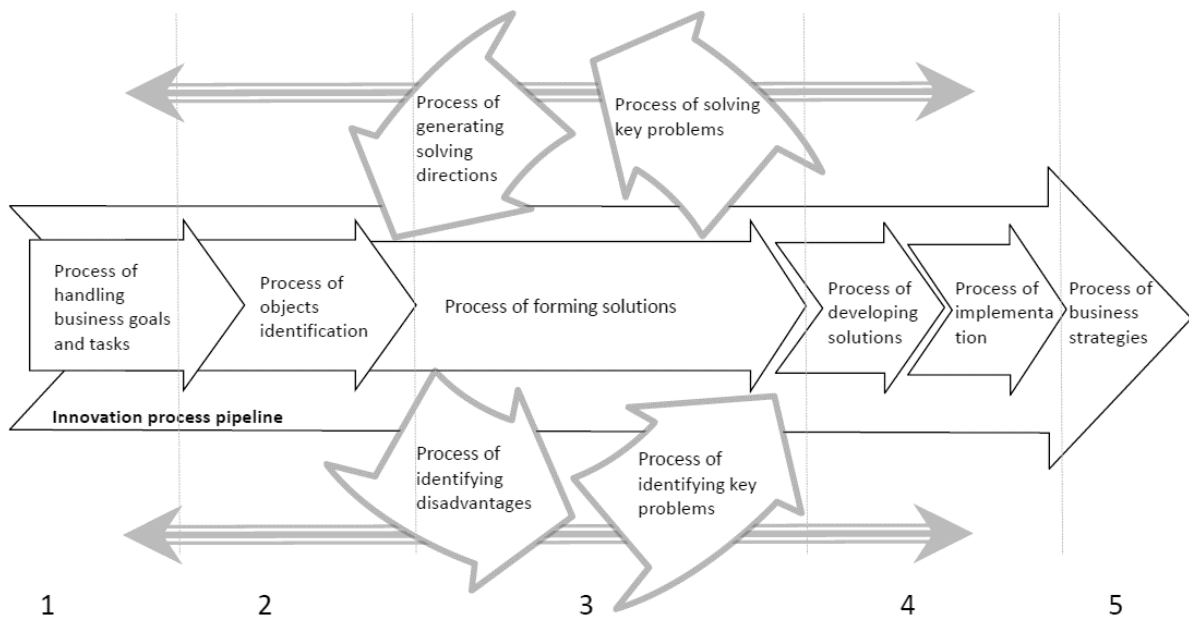 Process of
generating
solving
directions
Process of solving
key problems
Process of
handling
business goals
and tasks
Process of
objects
identification
Process of forming solutions
Process of
developing
solutions
Process of
implementa
tion
Process of
business
strategies
Innovation process pipeline
Process of
identifying
disadvantages
Process of
identifying key
problems
1
2
3
4
5